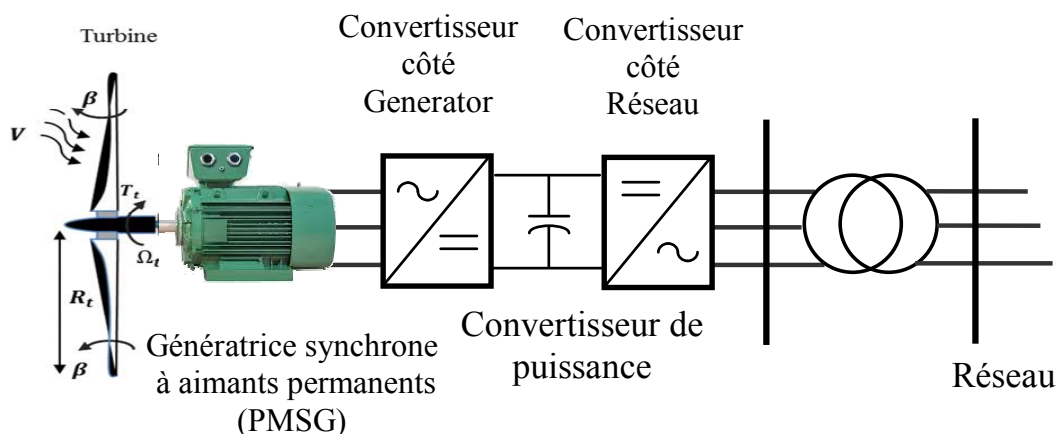 Turbine
β
V
T_t
Ω_t
R_t
β
Convertisseur
côté
Generator
Convertisseur
côté
Réseau
Génératrice synchrone
à aimants permanents
(PMSG)
Convertisseur de
puissance
Réseau